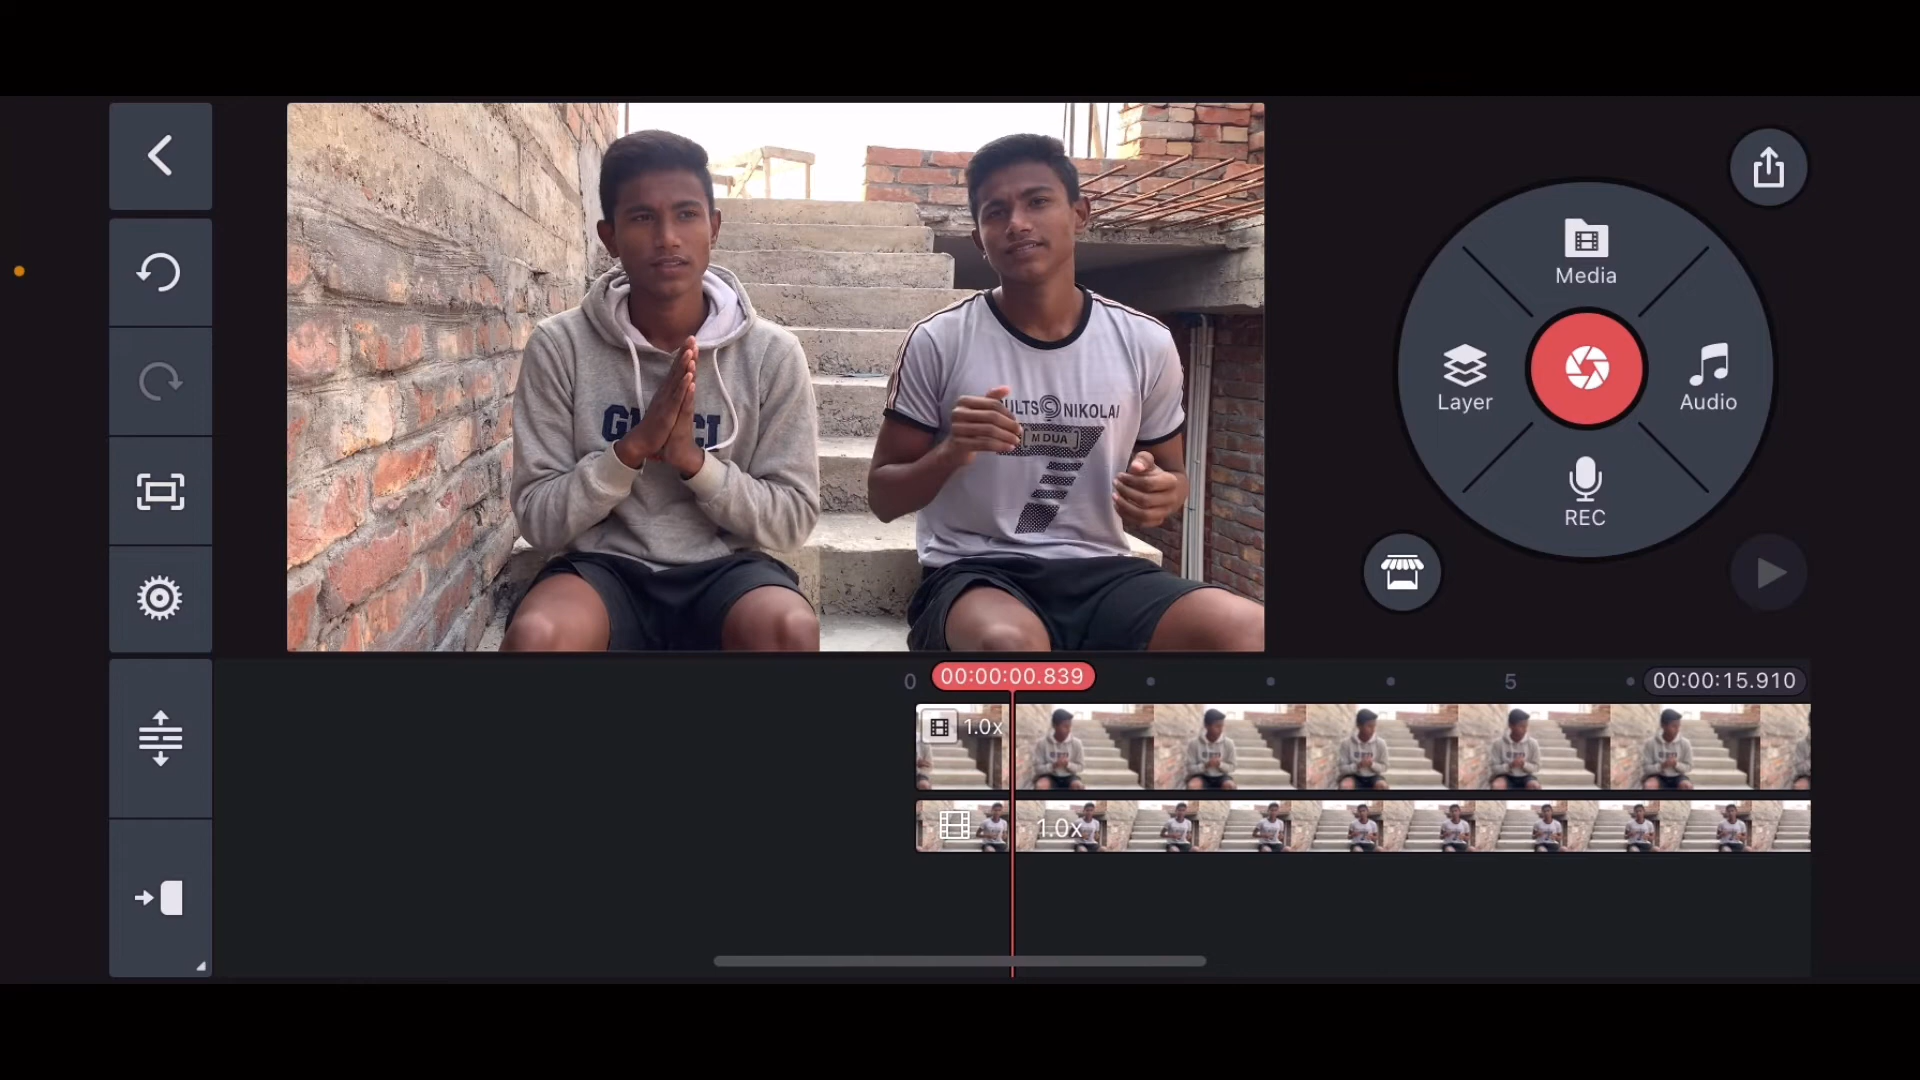 Media
Layer
Audio
REC
ULTS NIKOLAI
M DUA
7
0
00:00:00.839
5
00:00:15.910
1.0x
1.0x